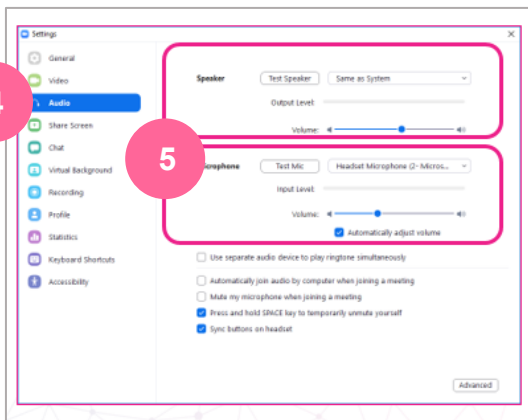 Settings
General
Video
4
Audio
Share Screen
Chat
Virtual Background
Recording
Profile
Statistics
Keyboard Shortcuts
Accessibility
Speaker Test Speaker Same as System
Output Level:
Volume:
5
Microphone Test Mic Headset Microphone (2- Micros...
Input Level:
Volume:
Automatically adjust volume
Use separate audio device to play ringtone simultaneously
Automatically join audio by computer when joining a meeting
Mute my microphone when joining a meeting
Press and hold SPACE key to temporarily unmute yourself
Sync buttons on headset
Advanced